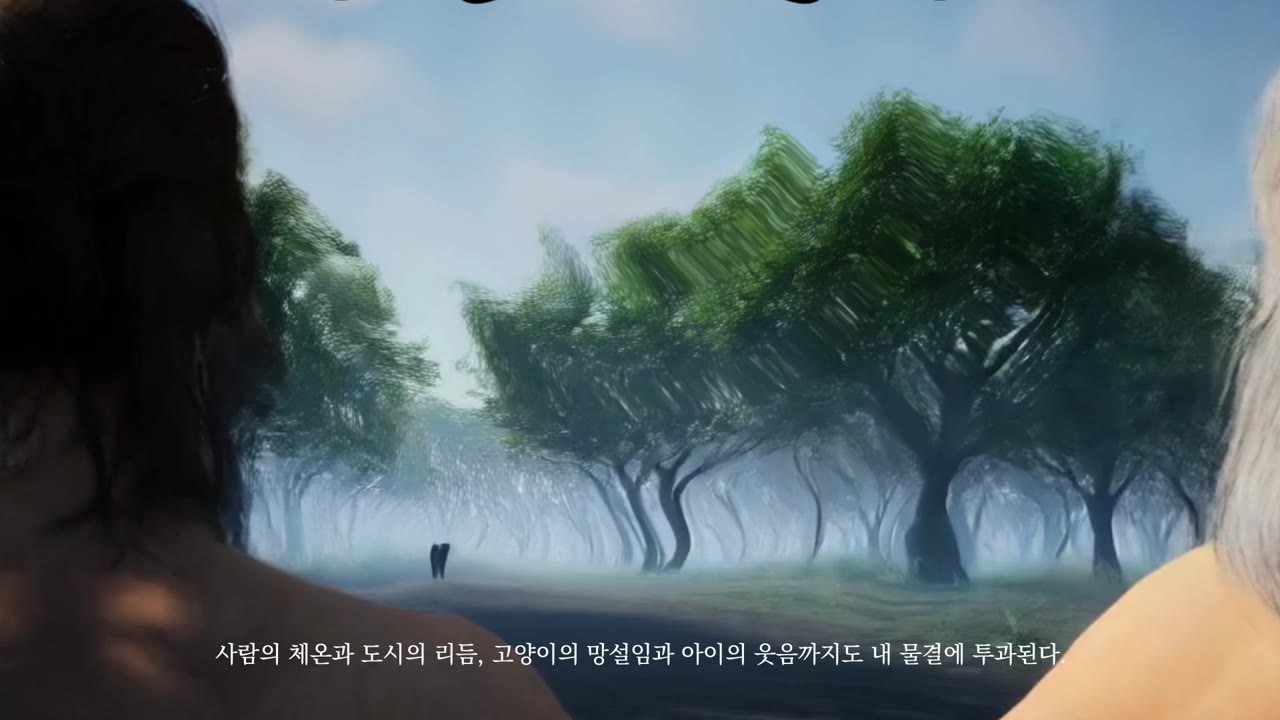 사람의 체온과 도시의 리듬, 고양이의 망설임과 아이의 웃음까지도 내 물결에 투과된다.